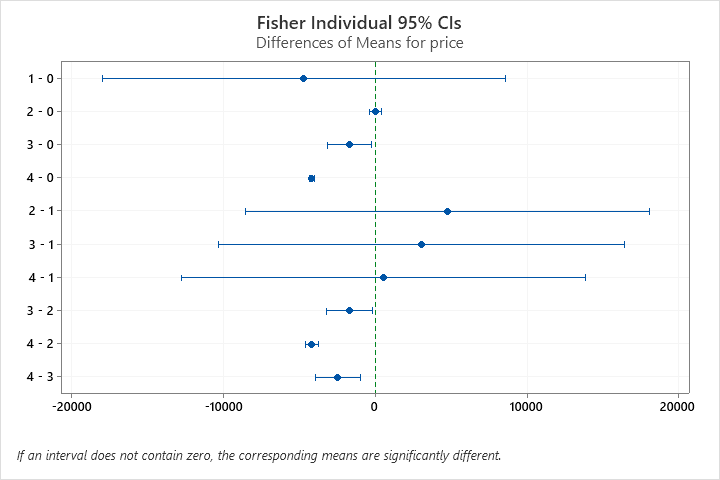 Fisher Individual 95% CIs
Differences of Means for price
1 - 0
2 - 0
3 - 0
4 - 0
2 - 1
3 - 1
4 - 1
3 - 2
4 - 2
4 - 3
-20000 -10000 0 10000 20000
If an interval does not contain zero, the corresponding means are significantly different.